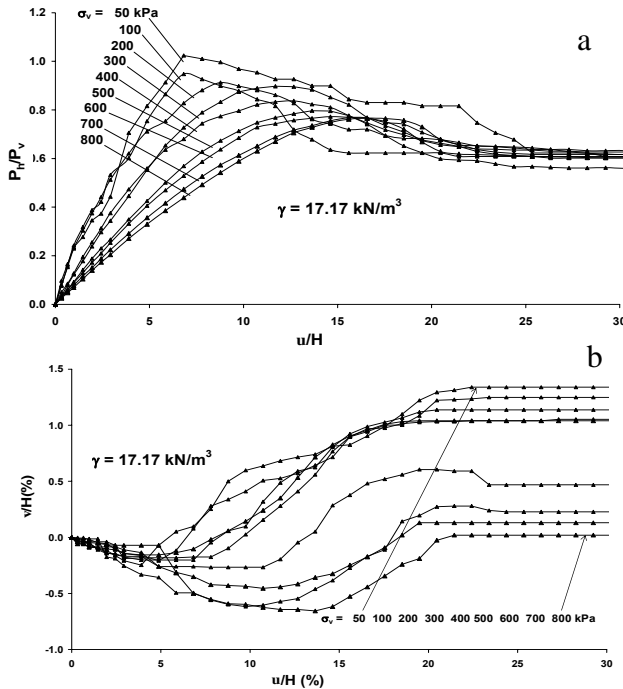 a
σv = 50 kPa
100
200
300
400
500
600
700
800
1.2
1.0
0.8
1.6
0.4
0.2
0.0
Ph/Pv
γ = 17.17 kN/m³
0 5 10 15 20 25 30
u/H
b
1.5
1.0
0.5
0.0
-0.5
-1.0
v/H(%)
γ = 17.17 kN/m³
σv = 50 100 200 300 400 500 600 700 800 kPa
0 5 10 15 20 25 30
u/H (%)